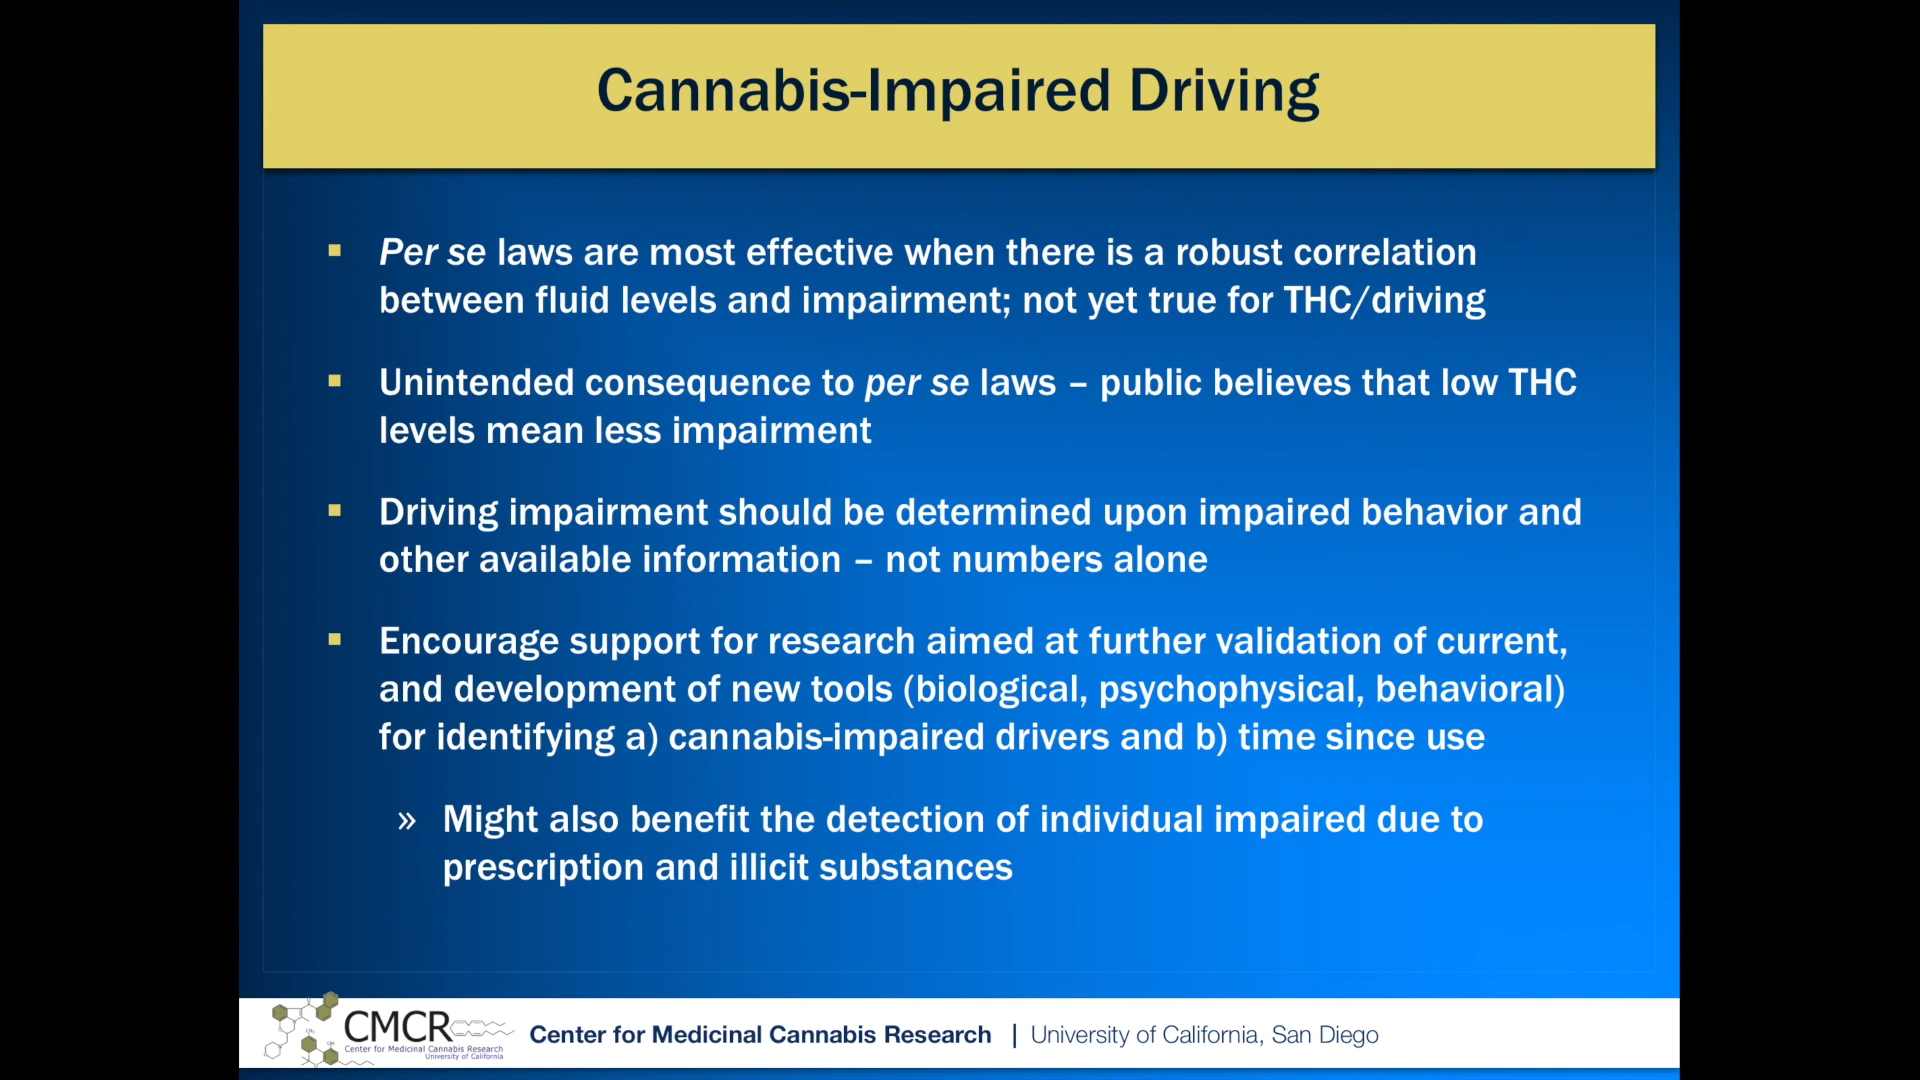 Cannabis-Impaired Driving
▪ Per se laws are most effective when there is a robust correlation
between fluid levels and impairment; not yet true for THC/driving
▪ Unintended consequence to per se laws – public believes that low THC
levels mean less impairment
▪ Driving impairment should be determined upon impaired behavior and
other available information – not numbers alone
▪ Encourage support for research aimed at further validation of current,
and development of new tools (biological, psychophysical, behavioral)
for identifying a) cannabis-impaired drivers and b) time since use
» Might also benefit the detection of individual impaired due to
prescription and illicit substances
CMCR
Center for Medicinal Cannabis Research
University of California
Center for Medicinal Cannabis Research | University of California, San Diego